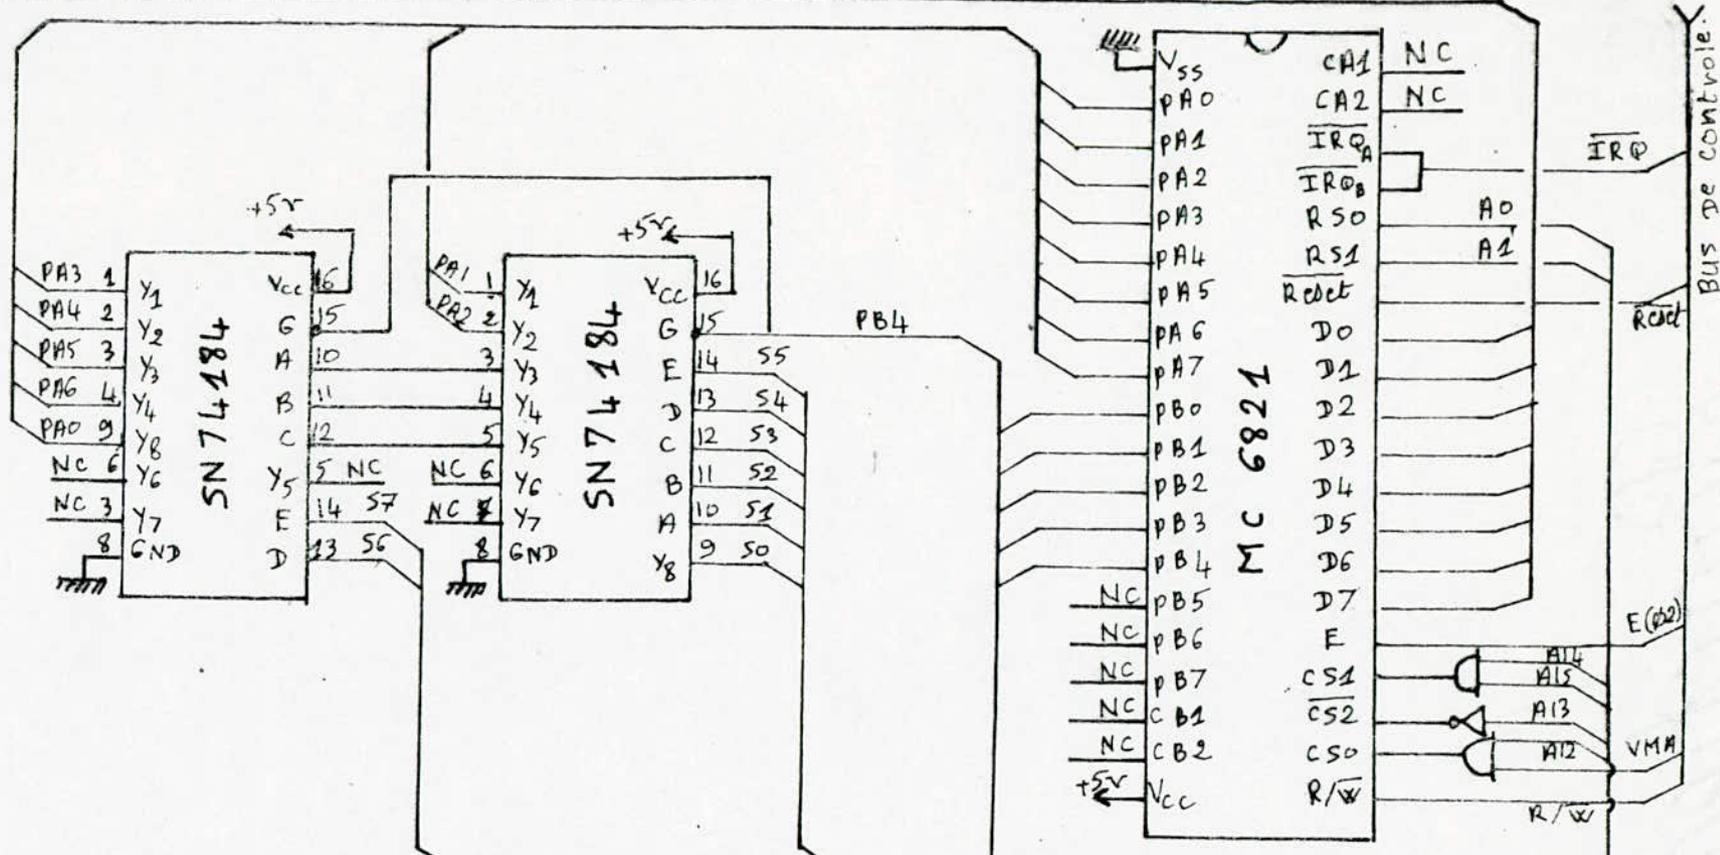 Bus De Controle.
+5v
PA3 1 Y1
PA4 2 Y2
PA5 3 Y3
PA6 4 Y4
PA0 9 Y8
NC 6 Y6
NC 3 Y7
8 GND
SN 74184
Vcc 16
G 15
A 10
B 11
C 12
Y5 5 NC
E 14 S7
D 13 S6
+5v
PA1 1 Y1
PA2 2 Y2
3 Y3
4 Y4
5 Y5
NC 6 Y6
NC Y7
8 GND
SN 74184
VCC 16
G 15 PB4
E 14 S5
D 13 S4
C 12 S3
B 11 S2
A 10 S1
Y8 9 S0
VSS
PA0
PA1
PA2
PA3
PA4
PA5
PA6
PA7
PB0
PB1
PB2
PB3
PB4
NC PB5
NC PB6
NC PB7
NC CB1
NC CB2
+5v VCC
MC 6821
CA1 NC
CA2 NC
IRQA
IRQB
IRQ
RS0 A0
RS1 A1
Reset
Reset
D0
D1
D2
D3
D4
D5
D6
D7
E E(φ2)
CS1 A14
A15
CS2 A13
CS0 A12 VMA
R/W R/W